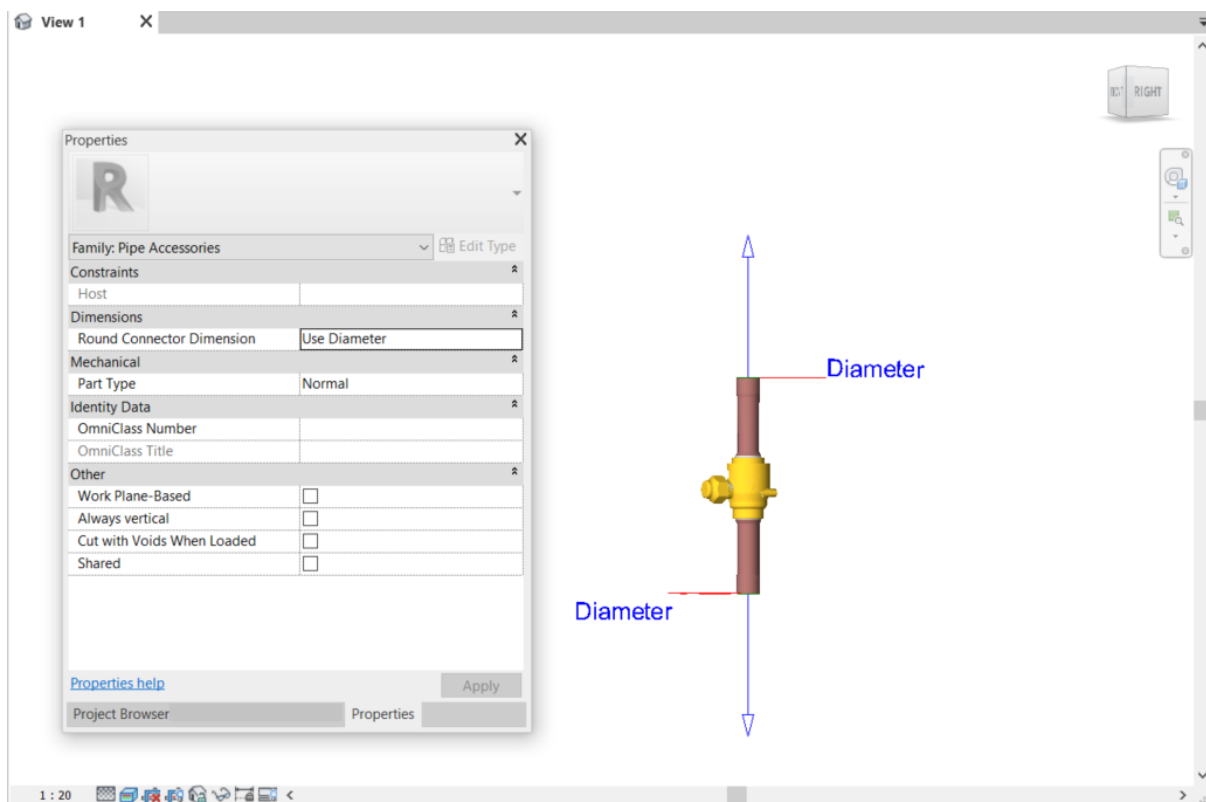 View 1
RIGHT
Properties
Family: Pipe Accessories
Edit Type
Constraints
Host
Dimensions
Round Connector Dimension Use Diameter
Mechanical
Part Type Normal
Identity Data
OmniClass Number
OmniClass Title
Other
Work Plane-Based
Always vertical
Cut with Voids When Loaded
Shared
Properties help
Apply
Project Browser Properties
Diameter
Diameter
1 : 20